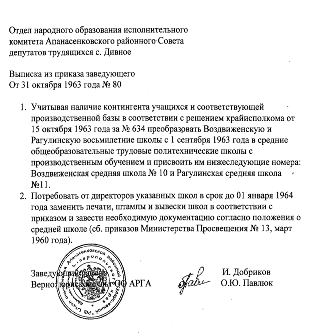 Отдел народного образования исполнительного
комитета Апанасенковского районного Совета
депутатов трудящихся с. Дивное
Выписка из приказа заведующего
От 31 октября 1963 года № 80
1. Учитывая наличие контингента учащихся и соответствующей
производственной базы в соответствии с решением крайисполкома от
15 октября 1963 года за № 634 преобразовать Воздвиженскую и
Рагулинскую восьмилетние школы с 1 сентября 1963 года в средние
общеобразовательные трудовые политехнические школы с
производственным обучением и присвоить им нижеследующие номера:
Воздвиженская средняя школа № 10 и Рагулинская средняя школа
№11.
2. Потребовать от директоров указанных школ в срок до 01 января 1964
года заменить печати, штампы и вывески школ в соответствии с
приказом и завести необходимую документацию согласно положения о
средней школе (сб. приказов Министерства Просвещения № 13, март
1960 года).
И. Добриков
АРГА О.Ю. Павлюк